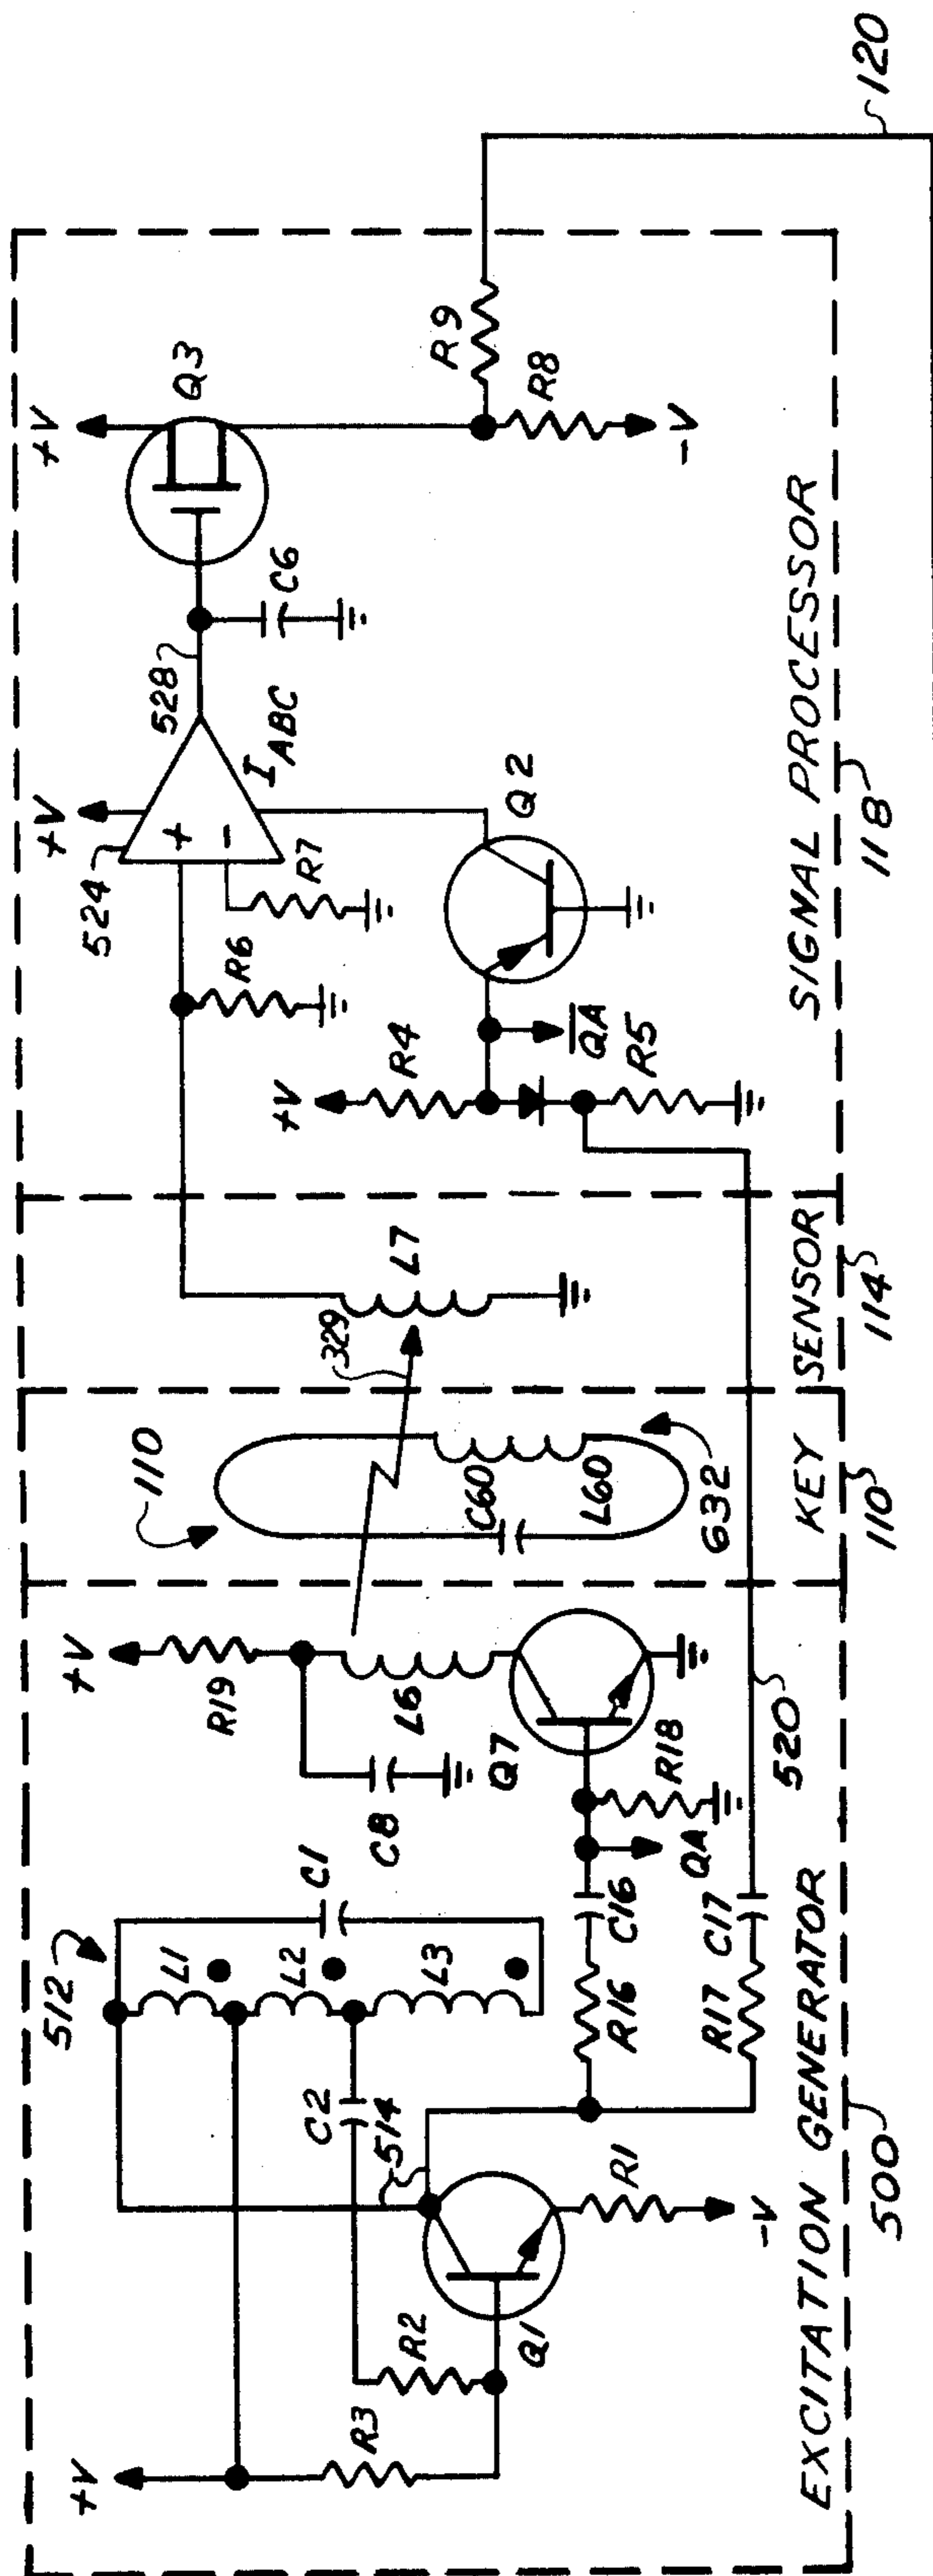 +V
R3
R2
Q1
R1
-V
514
C2
512
L1
L2
L3
C1
R16
C16
R17
C17
QA
R18
Q7
C8
L6
R19
+V
520
EXCITATION GENERATOR
500
110
C60
L60
632
KEY
110
329
L7
SENSOR
114
+V
R4
R5
QA
Q2
R6
R7
524
+V
+
-
I ABC
528
C6
+V
Q3
R9
R8
-V
SIGNAL PROCESSOR
118
120